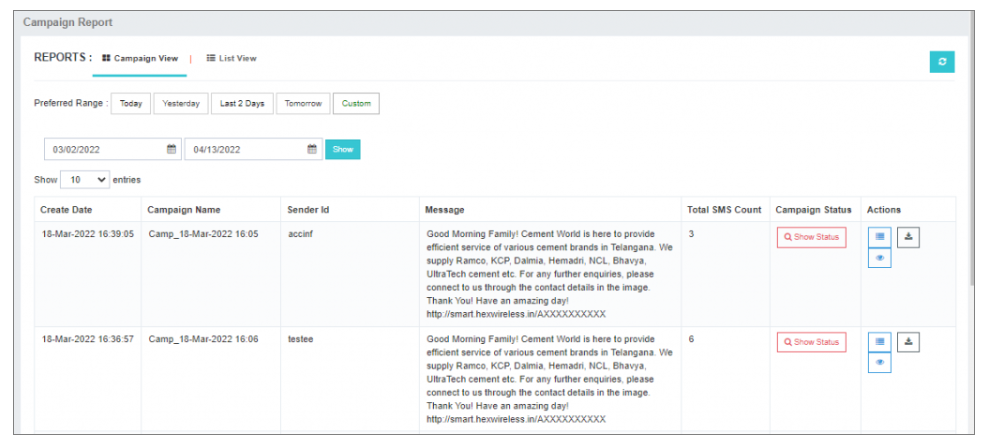 Campaign Report
REPORTS : Campaign View | List View
Preferred Range : Today Yesterday Last 2 Days Tomorrow Custom
03/02/2022 04/13/2022 Show
Show 10 entries
Create Date Campaign Name Sender Id Message Total SMS Count Campaign Status Actions
18-Mar-2022 16:39:05 Camp_18-Mar-2022 16:05 accinf Good Morning Family! Cement World is here to provide 3 Show Status
efficient service of various cement brands in Telangana. We
supply Ramco, KCP, Dalmia, Hemadri, NCL, Bhavya,
UltraTech cement etc. For any further enquiries, please
connect to us through the contact details in the image.
Thank You! Have an amazing day!
http://smart.hexwireless.in/AXXXXXXXXXX
18-Mar-2022 16:36:57 Camp_18-Mar-2022 16:06 testee Good Morning Family! Cement World is here to provide 6 Show Status
efficient service of various cement brands in Telangana. We
supply Ramco, KCP, Dalmia, Hemadri, NCL, Bhavya,
UltraTech cement etc. For any further enquiries, please
connect to us through the contact details in the image.
Thank You! Have an amazing day!
http://smart.hexwireless.in/AXXXXXXXXXX